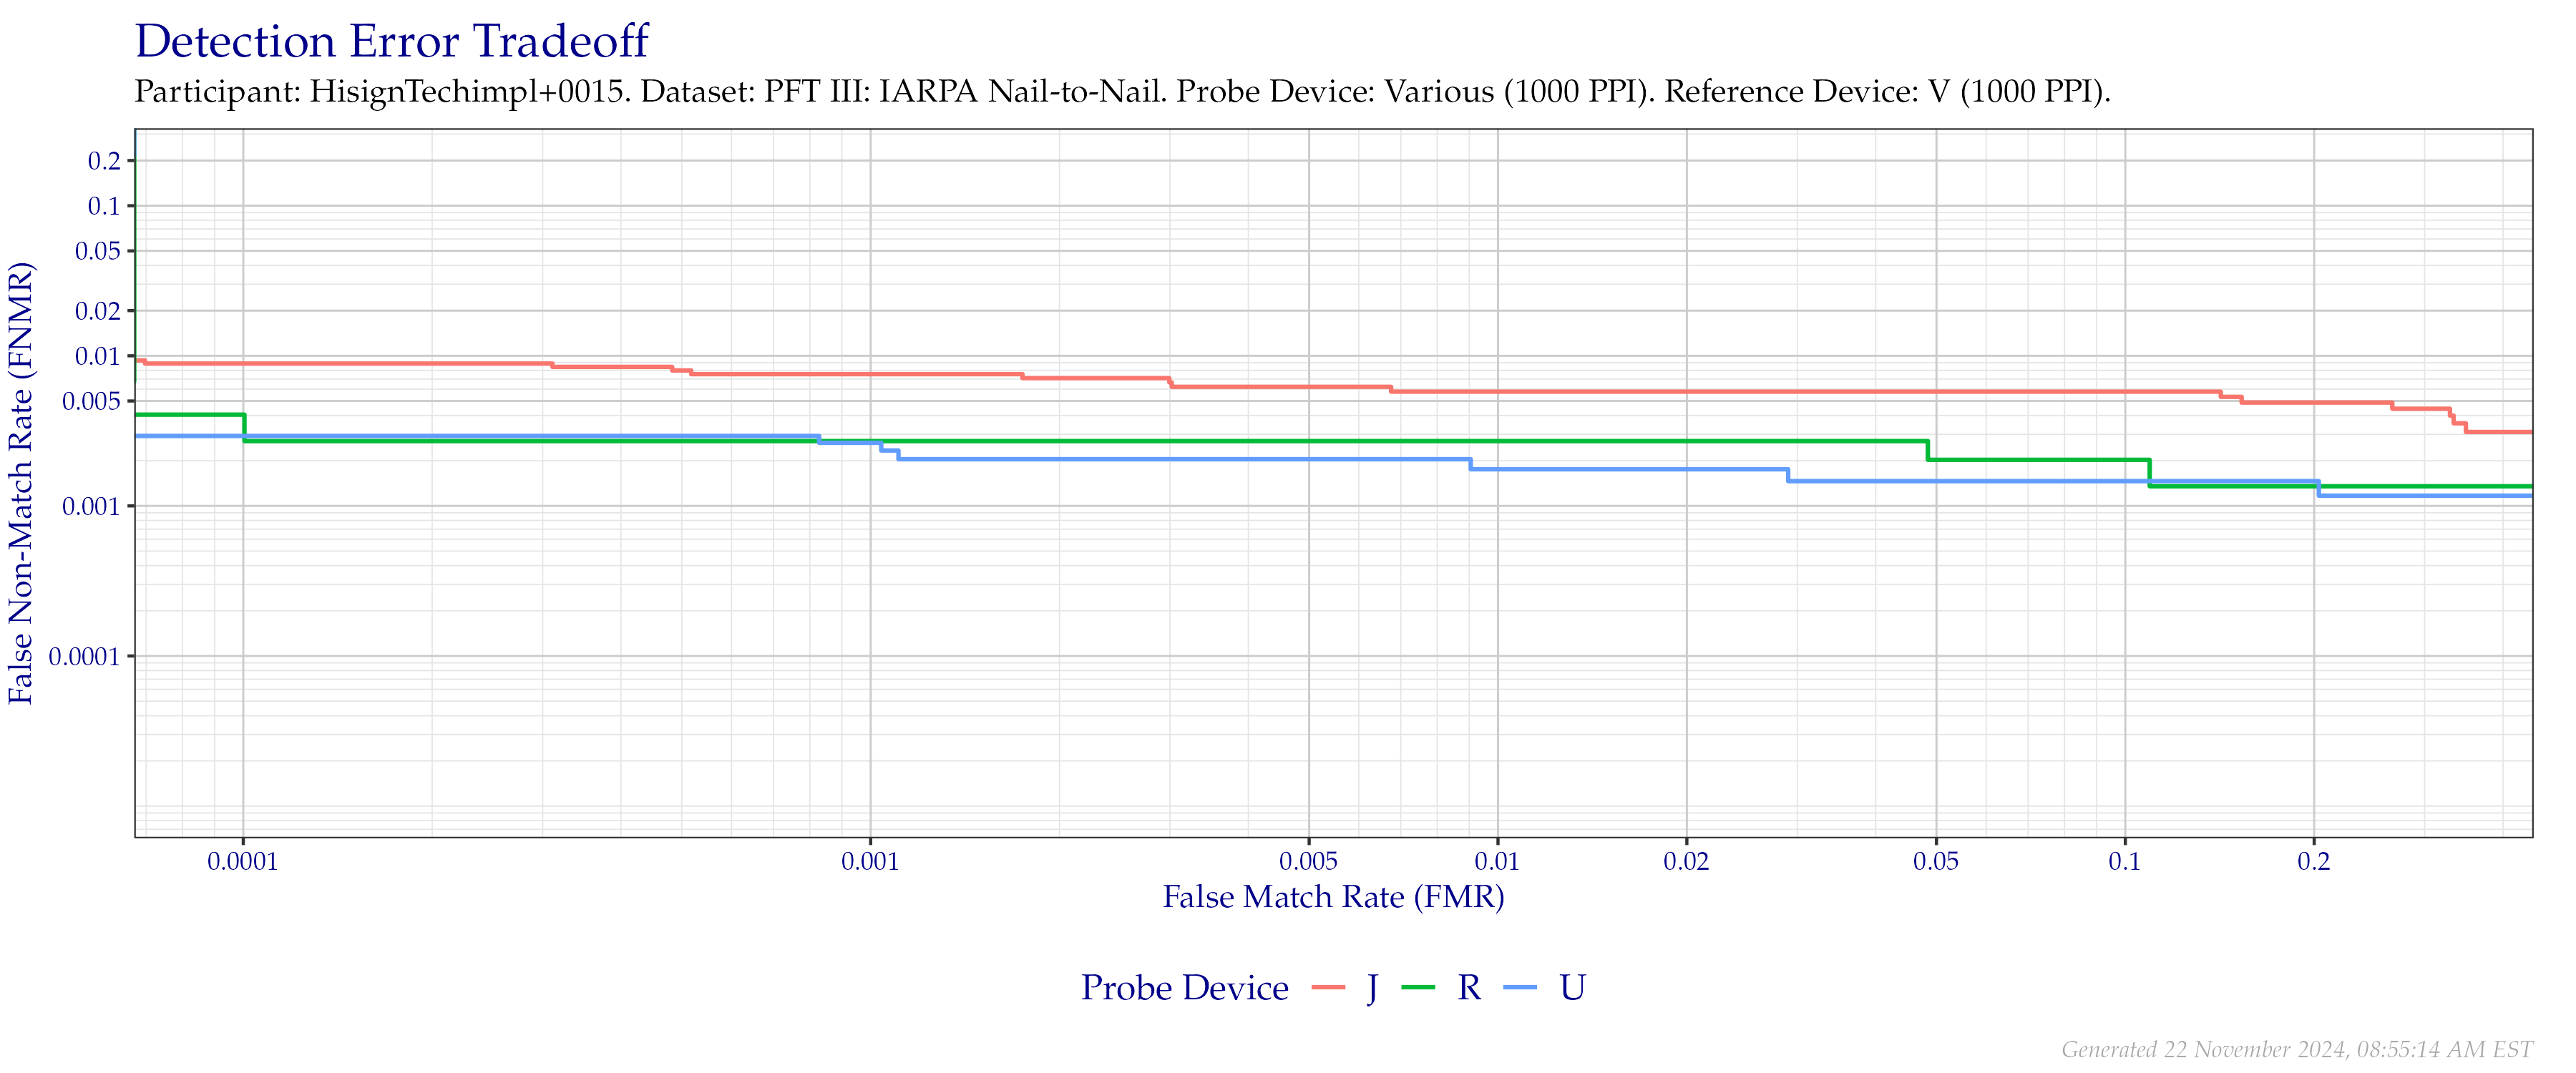 Detection Error Tradeoff
Participant: HisignTechimpl+0015. Dataset: PFT III: IARPA Nail-to-Nail. Probe Device: Various (1000 PPI). Reference Device: V (1000 PPI).
False Non-Match Rate (FNMR)
0.2
0.1
0.05
0.02
0.01
0.005
0.001
0.0001
0.0001 0.001 0.005 0.01 0.02 0.05 0.1 0.2
False Match Rate (FMR)
Probe Device J R U
Generated 22 November 2024, 08:55:14 AM EST